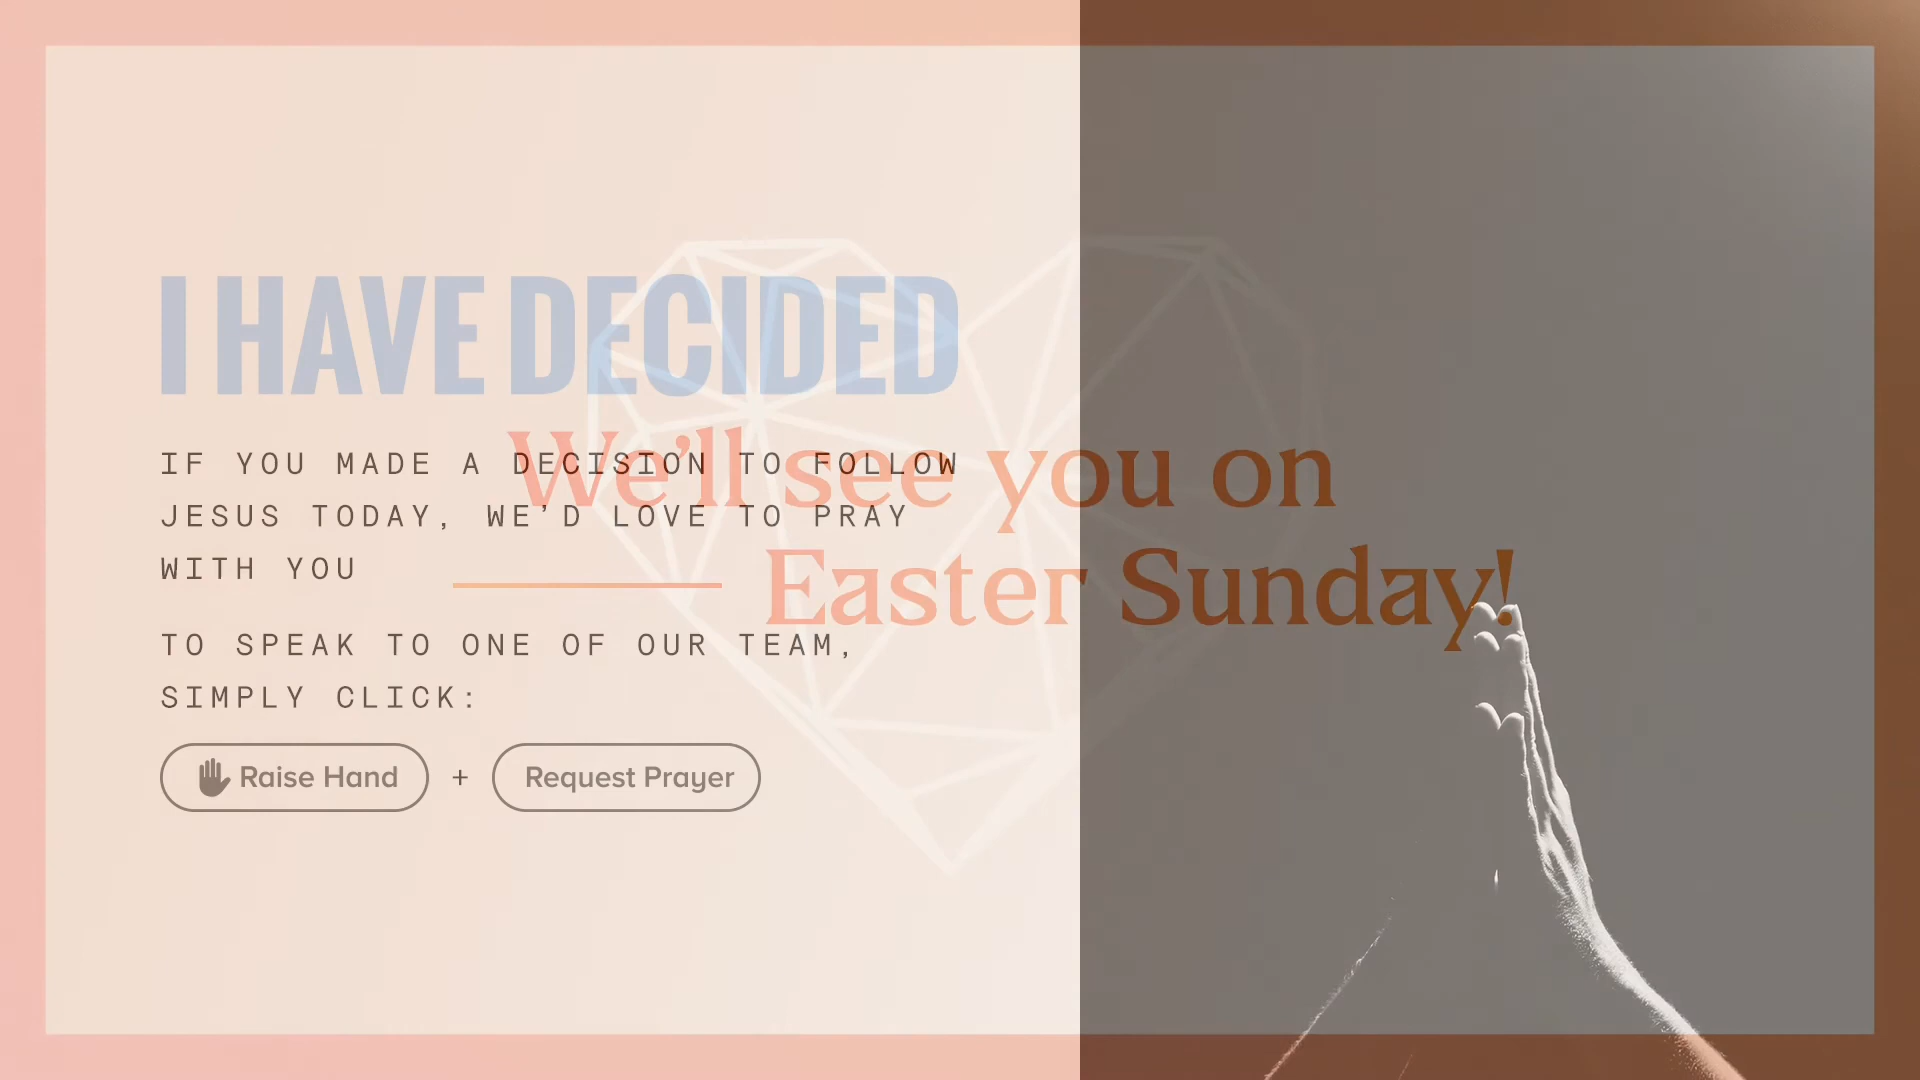 I HAVE DECIDED
We’ll see you on
IF YOU MADE A DECISION TO FOLLOW
JESUS TODAY, WE’D LOVE TO PRAY
WITH YOU
Easter Sunday!
TO SPEAK TO ONE OF OUR TEAM,
SIMPLY CLICK:
Raise Hand + Request Prayer